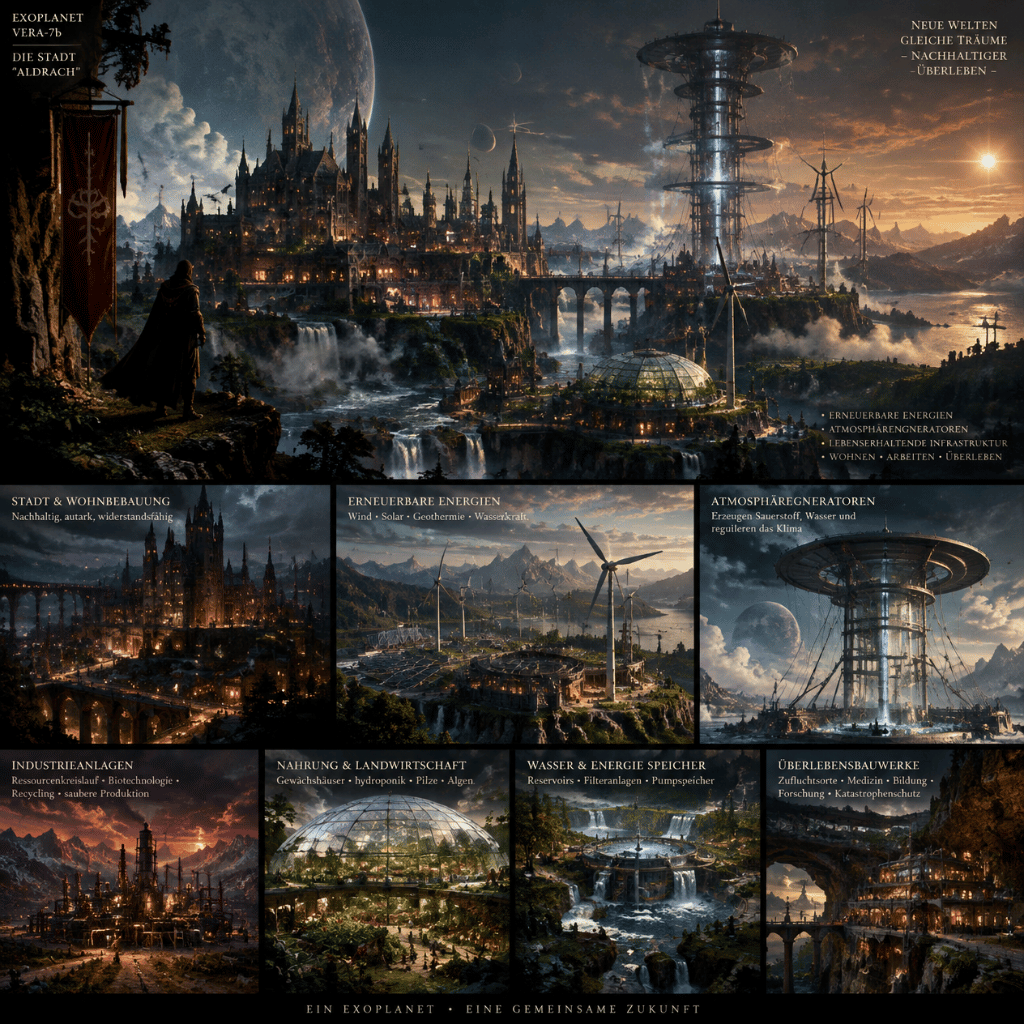 EXOPLANET
VERA-7b
DIE STADT
"ALDRACH"
NEUE WELTEN
GLEICHE TRÄUME
– NACHHALTIGER
–ÜBERLEBEN –
• ERNEUERBARE ENERGIEN
• ATMOSPHÄRENGNERATOREN
• LEBENSERHALTENDE INFRASTRUKTUR
• WOHNEN • ARBEITEN • ÜBERLEBEN
STADT & WOHNBEBAUUNG
Nachhaltig, autark, widerstandsfähig
ERNEUERBARE ENERGIEN
Wind • Solar • Geothermie • Wasserkraft
ATMOSPHÄREGNERATOREN
Erzeugen Sauerstoff, Wasser und
reguileren das Klima
INDUSTRIEANLAGEN
Ressourcenkreislauf • Biotechnologie •
Recycling • saubere Produktion
NAHRUNG & LANDWIRTSCHAFT
Gewächshäuser • hydroponik • Pilze • Algen
WASSER & ENERGIE SPEICHER
Reservoirs • Filteranlagen • Pumpspeicher
ÜBERLEBENSBAUWERKE
Zufluchtsorte • Medizin • Bildung •
Forschung • Katastrophenschutz
EIN EXOPLANET • EINE GEMEINSAME ZUKUNFT